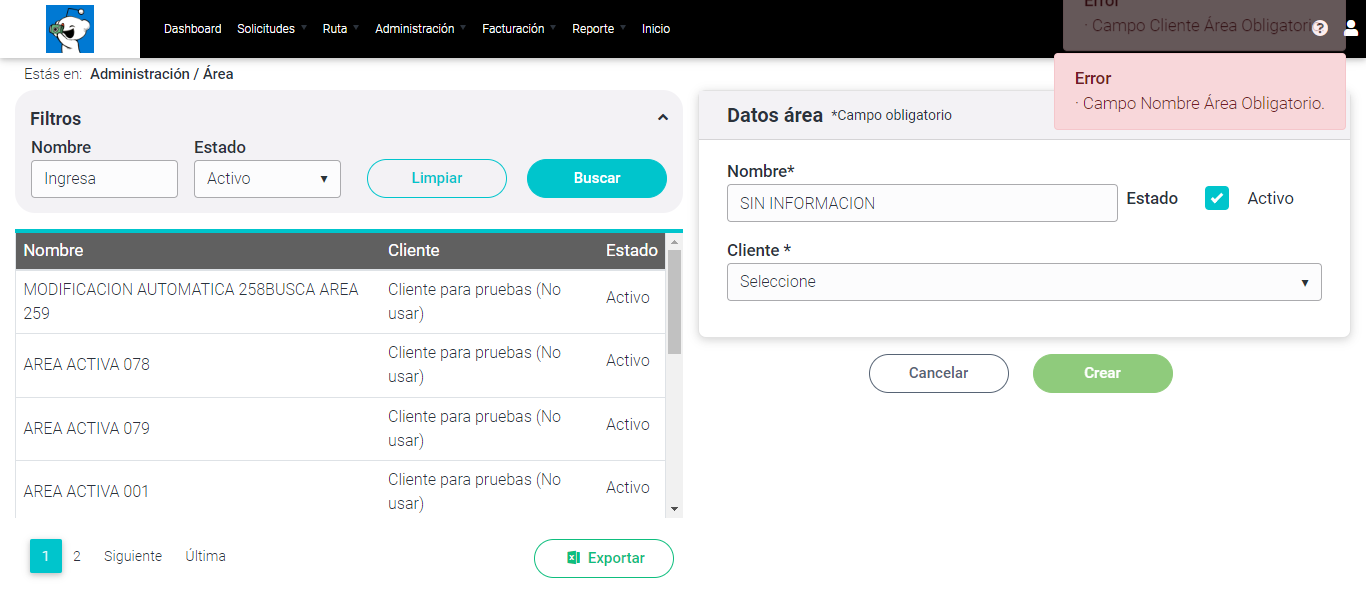 Dashboard Solicitudes Ruta Administración Facturación Reporte Inicio
Error
· Campo Cliente Área Obligatorio
Estás en: Administración / Área
Error
· Campo Nombre Área Obligatorio.
Filtros
Nombre Estado
Ingresa Activo Limpiar Buscar
Nombre Cliente Estado
MODIFICACION AUTOMATICA 258BUSCA AREA
259
Cliente para pruebas (No
usar)
Activo
AREA ACTIVA 078
Cliente para pruebas (No
usar)
Activo
AREA ACTIVA 079
Cliente para pruebas (No
usar)
Activo
AREA ACTIVA 001
Cliente para pruebas (No
usar)
Activo
1 2 Siguiente Última
Exportar
Datos área *Campo obligatorio
Nombre*
SIN INFORMACION
Estado Activo
Cliente *
Seleccione
Cancelar Crear